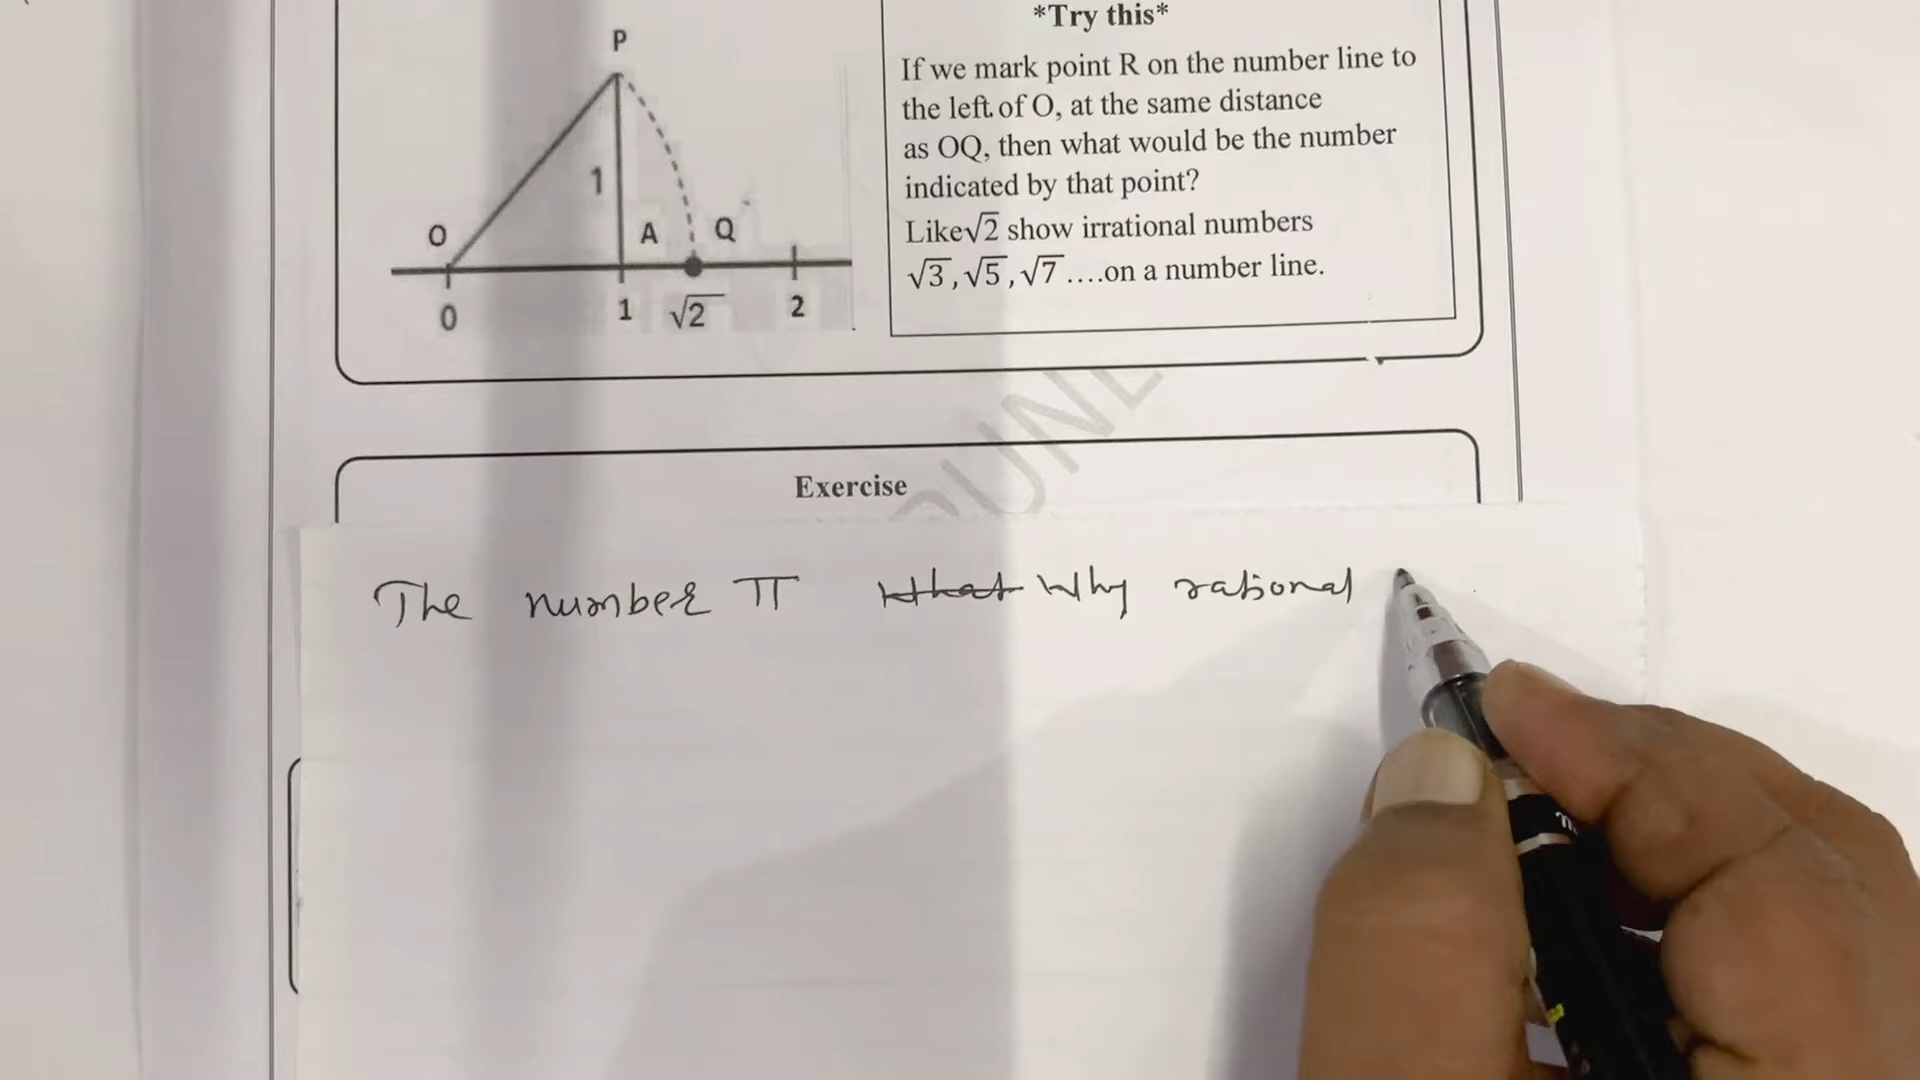 P
*Try this*
If we mark point R on the number line to
the left of O, at the same distance
as OQ, then what would be the number
indicated by that point?
Like√2 show irrational numbers
√3, √5, √7 ....on a number line.
1
O
A
Q
0
1
√2
2
Exercise
The number π that why rational